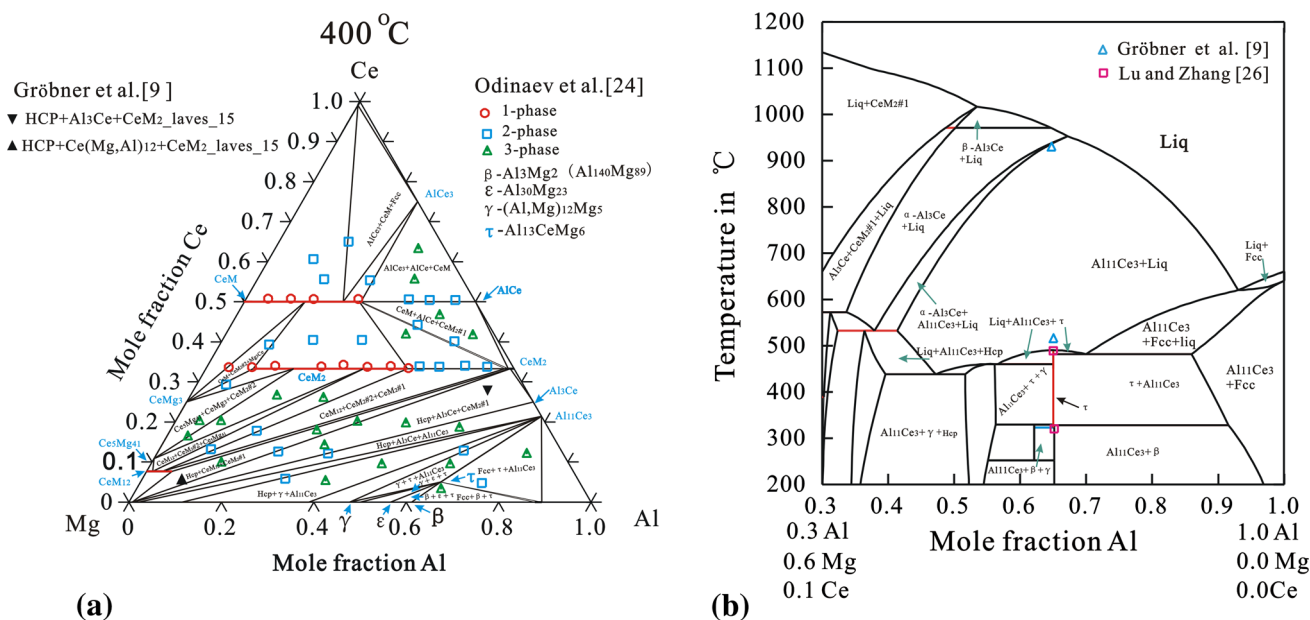 400 °C
Ce
Gröbner et al.[9 ]
▼ HCP+Al3Ce+CeM2_laves_15
▲ HCP+Ce(Mg,Al)12+CeM2_laves_15
Odinaev et al.[24]
1-phase
2-phase
3-phase
β-Al3Mg2 (Al140Mg89)
ε-Al30Mg23
γ-(Al,Mg)12Mg5
τ-Al13CeMg6
1.0
0.9
0.8
0.7
0.6
0.5
0.4
0.3
0.2
0.1
0
Mole fraction Ce
AlCe3
AlCe3+CeM+Fcc
AlCe3+AlCe+CeM
CeM
AlCe
CeM+AlCe+CeM2#1
CeM2
CeM2
CeMg3
Al3Ce
Al11Ce3
Ce5Mg41
CeM12
CeM12+CeM2#2+CeM2#1
Hcp+Al3Ce+CeM2#1
Hcp+Al3Ce+Al11Ce3
Hcp+γ+Al11Ce3
γ+τ+Al11Ce3
Fcc+τ+Al11Ce3
β+ε+τ
Fcc+β+τ
τ
Mg
0
0.2
0.4
0.6
0.8
1.0
Al
γ
ε
β
Mole fraction Al
(a)
1200
1100
1000
900
800
700
600
500
400
300
200
Temperature in ℃
Gröbner et al. [9]
Lu and Zhang [26]
Liq+CeM2#1
β-Al3Ce
+Liq
Liq
Al3Ce+CeM2#1+Liq
α-Al3Ce
+Liq
Al11Ce3+Liq
Liq+
Fcc
α-Al3Ce+
Al11Ce3+Liq
Liq+Al11Ce3+τ
Liq+Al11Ce3+Hcp
Al11Ce3
+Fcc+liq
Al11Ce3
+Fcc
Al11Ce3+τ+γ
τ+Al11Ce3
τ
Al11Ce3+γ+Hcp
Al11Ce3+β+γ
Al11Ce3+β
0.3
0.4
0.5
0.6
0.7
0.8
0.9
1.0
0.3 Al
Mole fraction Al
1.0 Al
0.6 Mg
0.0 Mg
0.1 Ce
0.0Ce
(b)